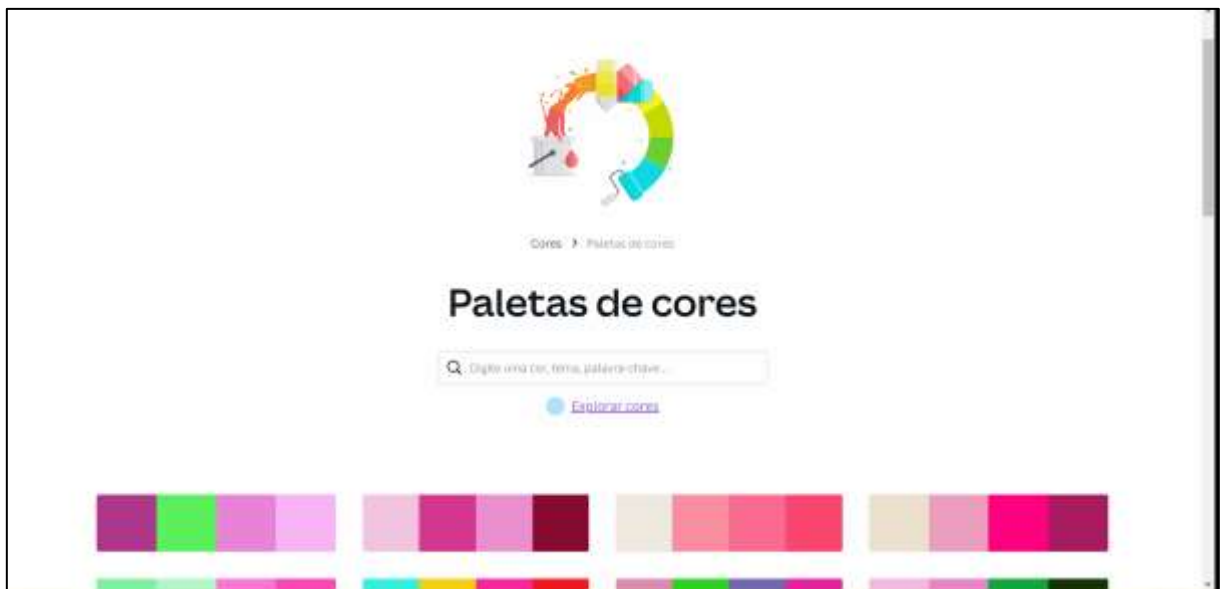 Cores > Paletas de cores
Paletas de cores
Digite uma cor, tema, palavra-chave...
Explorar cores